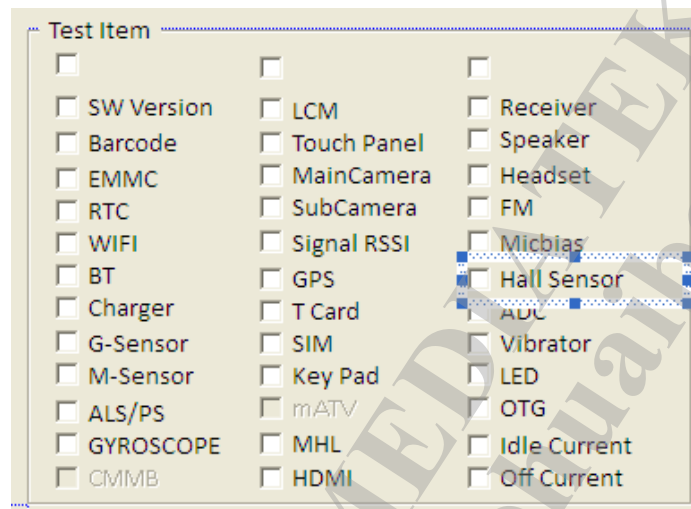 Test Item
SW Version
Barcode
EMMC
RTC
WIFI
BT
Charger
G-Sensor
M-Sensor
ALS/PS
GYROSCOPE
CMMB
LCM
Touch Panel
MainCamera
SubCamera
Signal RSSI
GPS
T Card
SIM
Key Pad
mATV
MHL
HDMI
Receiver
Speaker
Headset
FM
Micbias
Hall Sensor
ADC
Vibrator
LED
OTG
Idle Current
Off Current
MEDIATEK